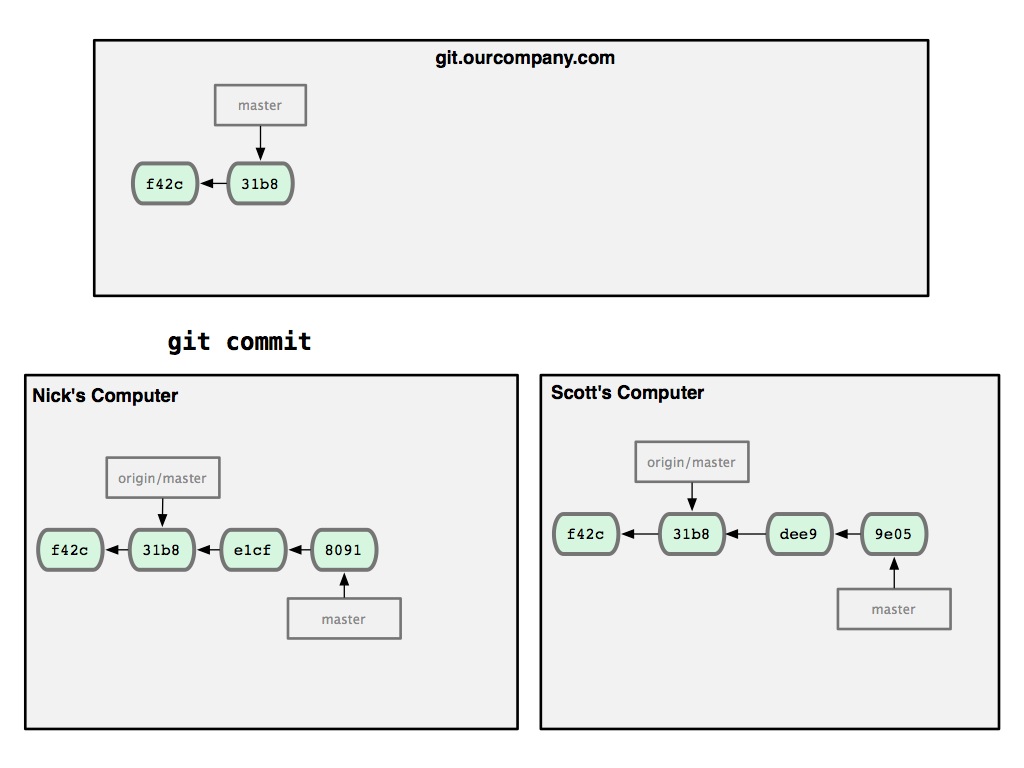 git.ourcompany.com
master
f42c 31b8
git commit
Nick's Computer
origin/master
f42c 31b8 e1cf 8091
master
Scott's Computer
origin/master
f42c 31b8 dee9 9e05
master